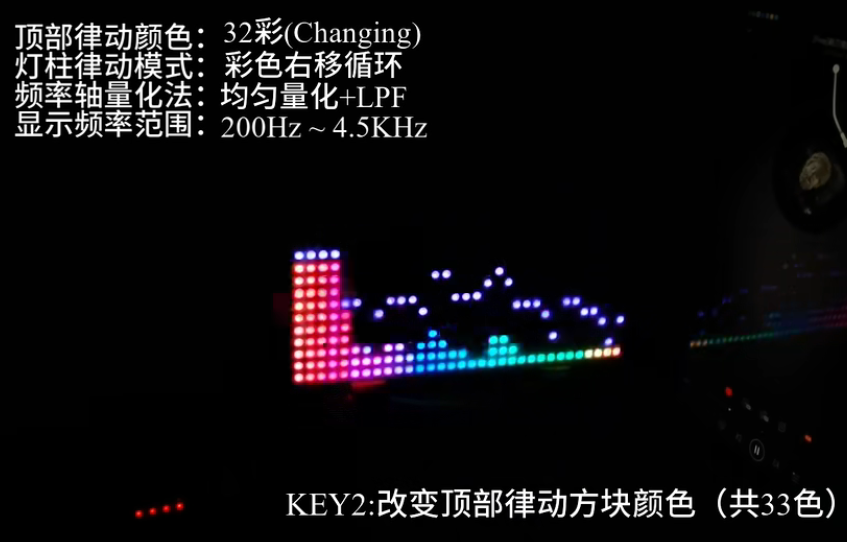 顶部律动颜色：32彩(Changing)
灯柱律动模式：彩色右移循环
频率轴量化法：均匀量化+LPF
显示频率范围：200Hz ~ 4.5KHz
KEY2:改变顶部律动方块颜色（共33色）